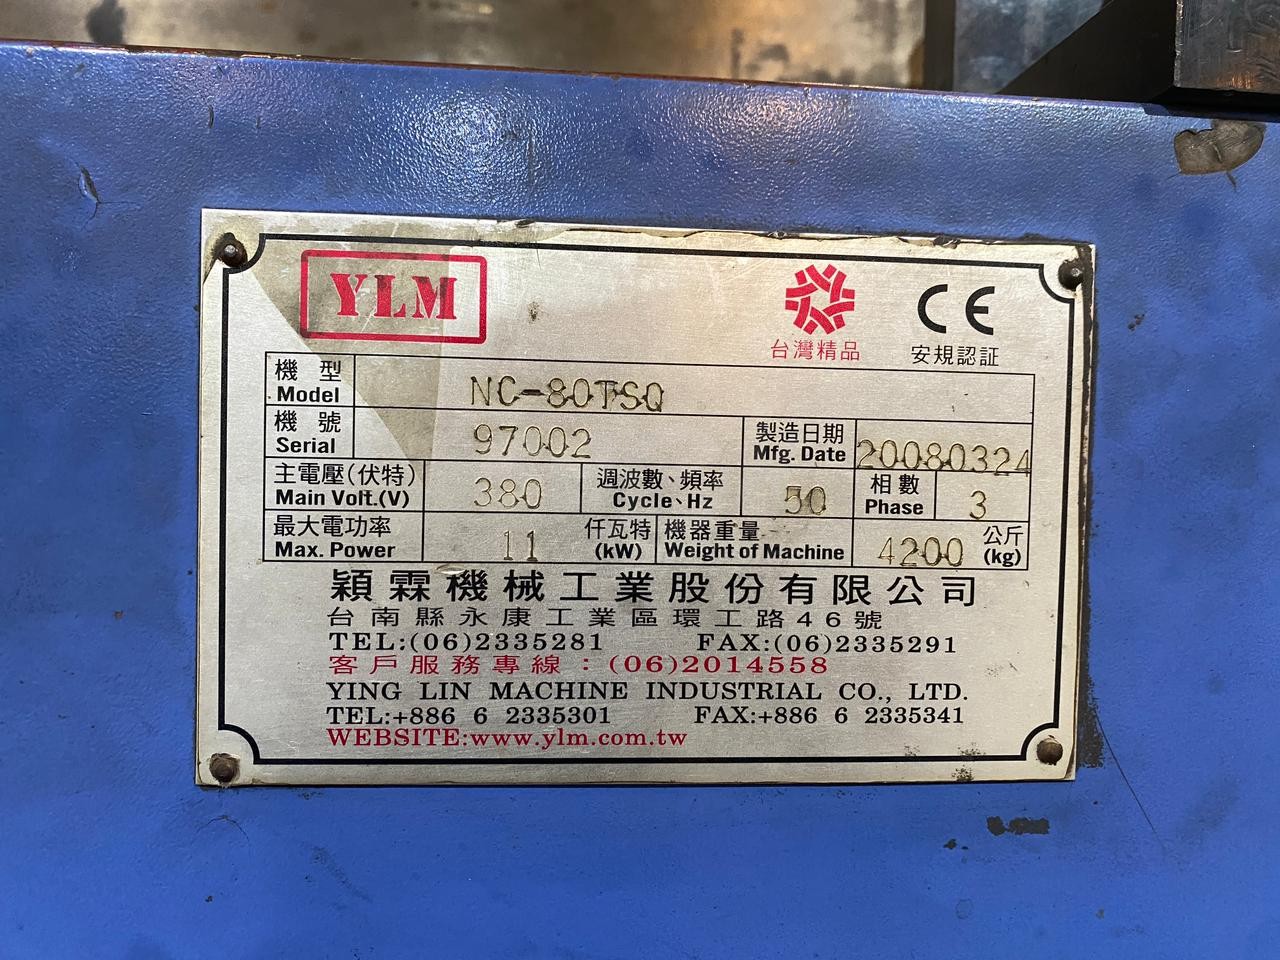 YLM
台灣精品 安規認証
機 型 Model NC-80TSQ
機 號 Serial 97002 製造日期 Mfg. Date 20080324
主電壓(伏特) Main Volt.(V) 380 週波數、頻率 Cycle、Hz 50 相 數 Phase 3
最大電功率 Max. Power 11 仟瓦特 (kW) 機器重量 Weight of Machine 4200 公斤 (kg)
穎霖機械工業股份有限公司
台南縣永康工業區環工路46號
TEL:(06)2335281 FAX:(06)2335291
客戶服務專線：(06)2014558
YING LIN MACHINE INDUSTRIAL CO., LTD.
TEL:+886 6 2335301 FAX:+886 6 2335341
WEBSITE:www.ylm.com.tw